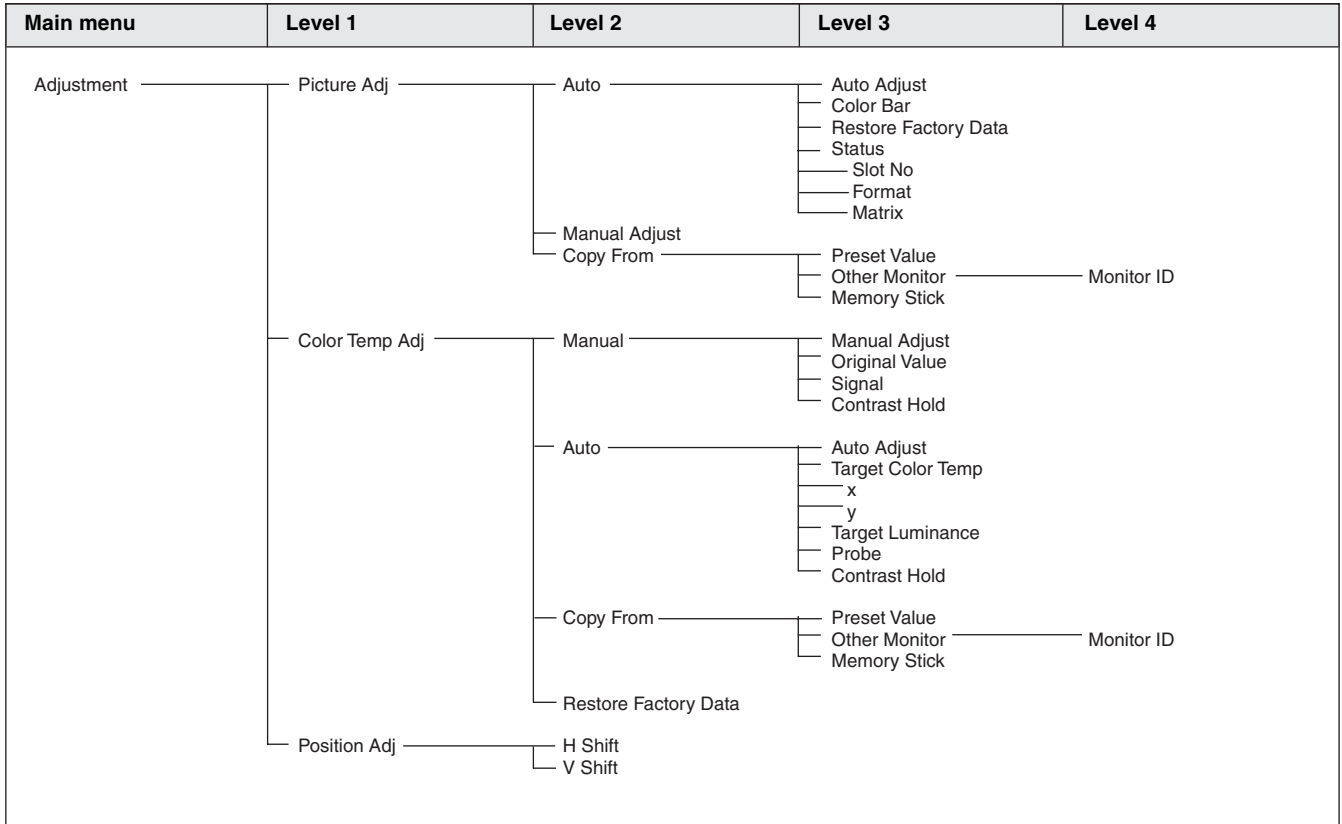 Main menu Level 1 Level 2 Level 3 Level 4
Adjustment Picture Adj Auto Auto Adjust
Color Bar
Restore Factory Data
Status
Slot No
Format
Matrix
Manual Adjust
Copy From Preset Value
Other Monitor Monitor ID
Memory Stick
Color Temp Adj Manual Manual Adjust
Original Value
Signal
Contrast Hold
Auto Auto Adjust
Target Color Temp
x
y
Target Luminance
Probe
Contrast Hold
Copy From Preset Value
Other Monitor Monitor ID
Memory Stick
Restore Factory Data
Position Adj H Shift
V Shift